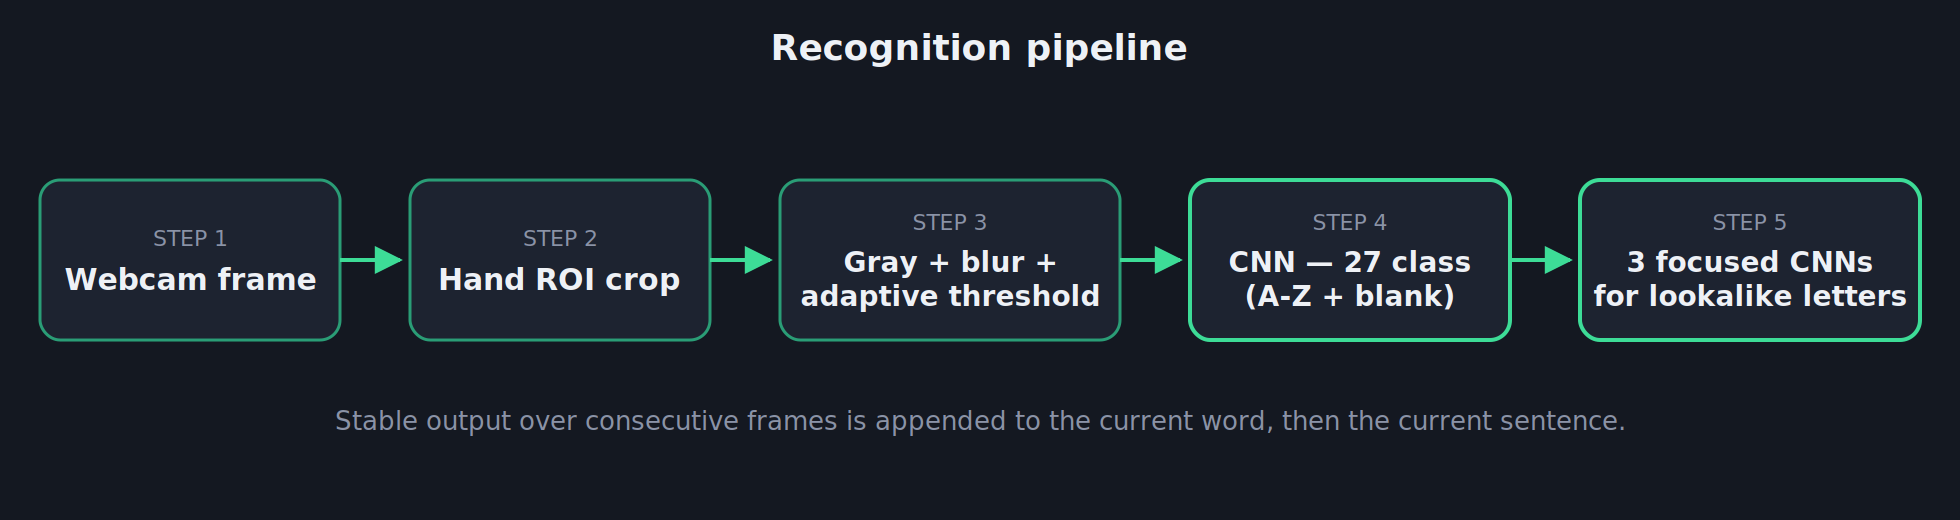 Recognition pipeline
STEP 1
Webcam frame
STEP 2
Hand ROI crop
STEP 3
Gray + blur +
adaptive threshold
STEP 4
CNN — 27 class
(A-Z + blank)
STEP 5
3 focused CNNs
for lookalike letters
Stable output over consecutive frames is appended to the current word, then the current sentence.